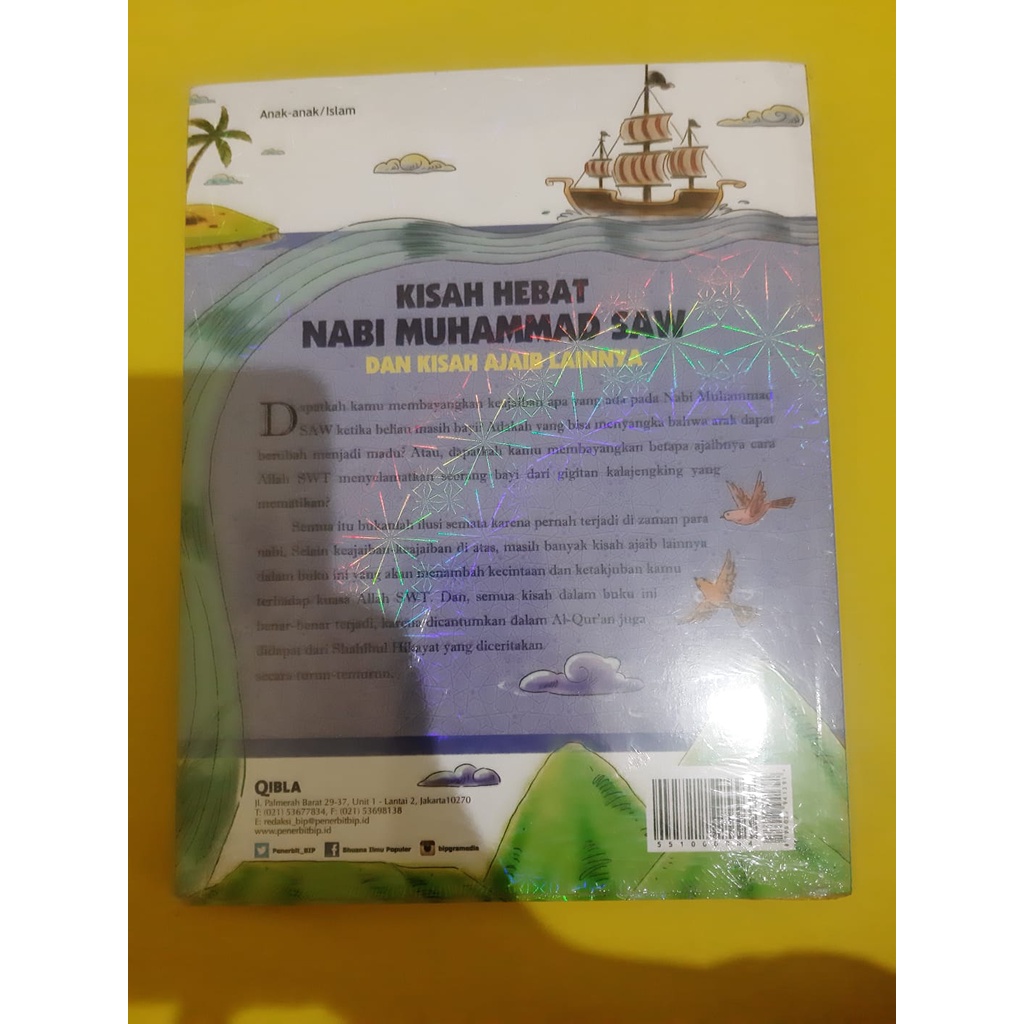 Anak-anak/Islam
KISAH HEBAT
NABI MUHAMMAD SAW
DAN KISAH AJAIB LAINNYA
Dapatkah kamu membayangkan keajaiban apa yang ada pada Nabi Muhammad
SAW ketika beliau masih bayi? Adakah yang bisa menyangka bahwa arak dapat
berubah menjadi madu? Atau, dapatkah kamu membayangkan betapa ajaibnya cara
Allah SWT menyelamatkan seorang bayi dari gigitan kalajengking yang
mematikan?
Semua itu bukanlah ilusi semata karena pernah terjadi di zaman para
nabi. Selain keajaiban-keajaiban di atas, masih banyak kisah ajaib lainnya
dalam buku ini yang akan menambah kecintaan dan ketakjuban kamu
terhadap kuasa Allah SWT. Dan, semua kisah dalam buku ini
benar-benar terjadi, karena dicantumkan dalam Al-Qur'an juga
didapat dari Shahibul Hikayat yang diceritakan
secara turun-temurun.
QIBLA
Jl. Palmerah Barat 29-37, Unit 1 - Lantai 2, Jakarta10270
T: (021) 53677834, F: (021) 53698138
E: redaksi_bip@penerbitbip.id
www.penerbitbip.id
Penerbit_BIP Bhuana Ilmu Populer bipgramedia